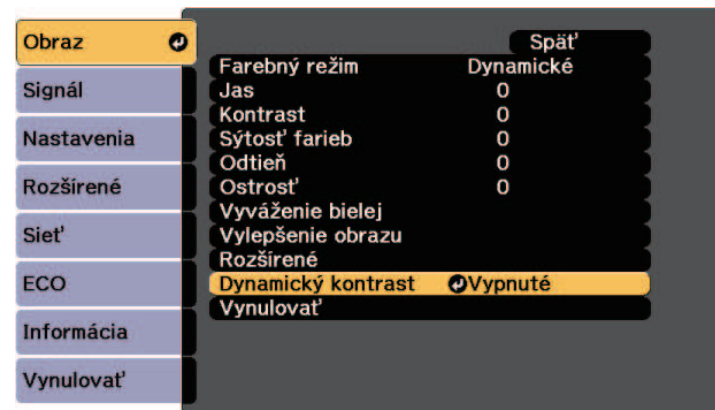 Obraz
Signál
Nastavenia
Rozšírené
Sieť
ECO
Informácia
Vynulovať
Späť
Farebný režim Dynamické
Jas 0
Kontrast 0
Sýtosť farieb 0
Odtieň 0
Ostrosť 0
Vyváženie bielej
Vylepšenie obrazu
Rozšírené
Dynamický kontrast Vypnuté
Vynulovať